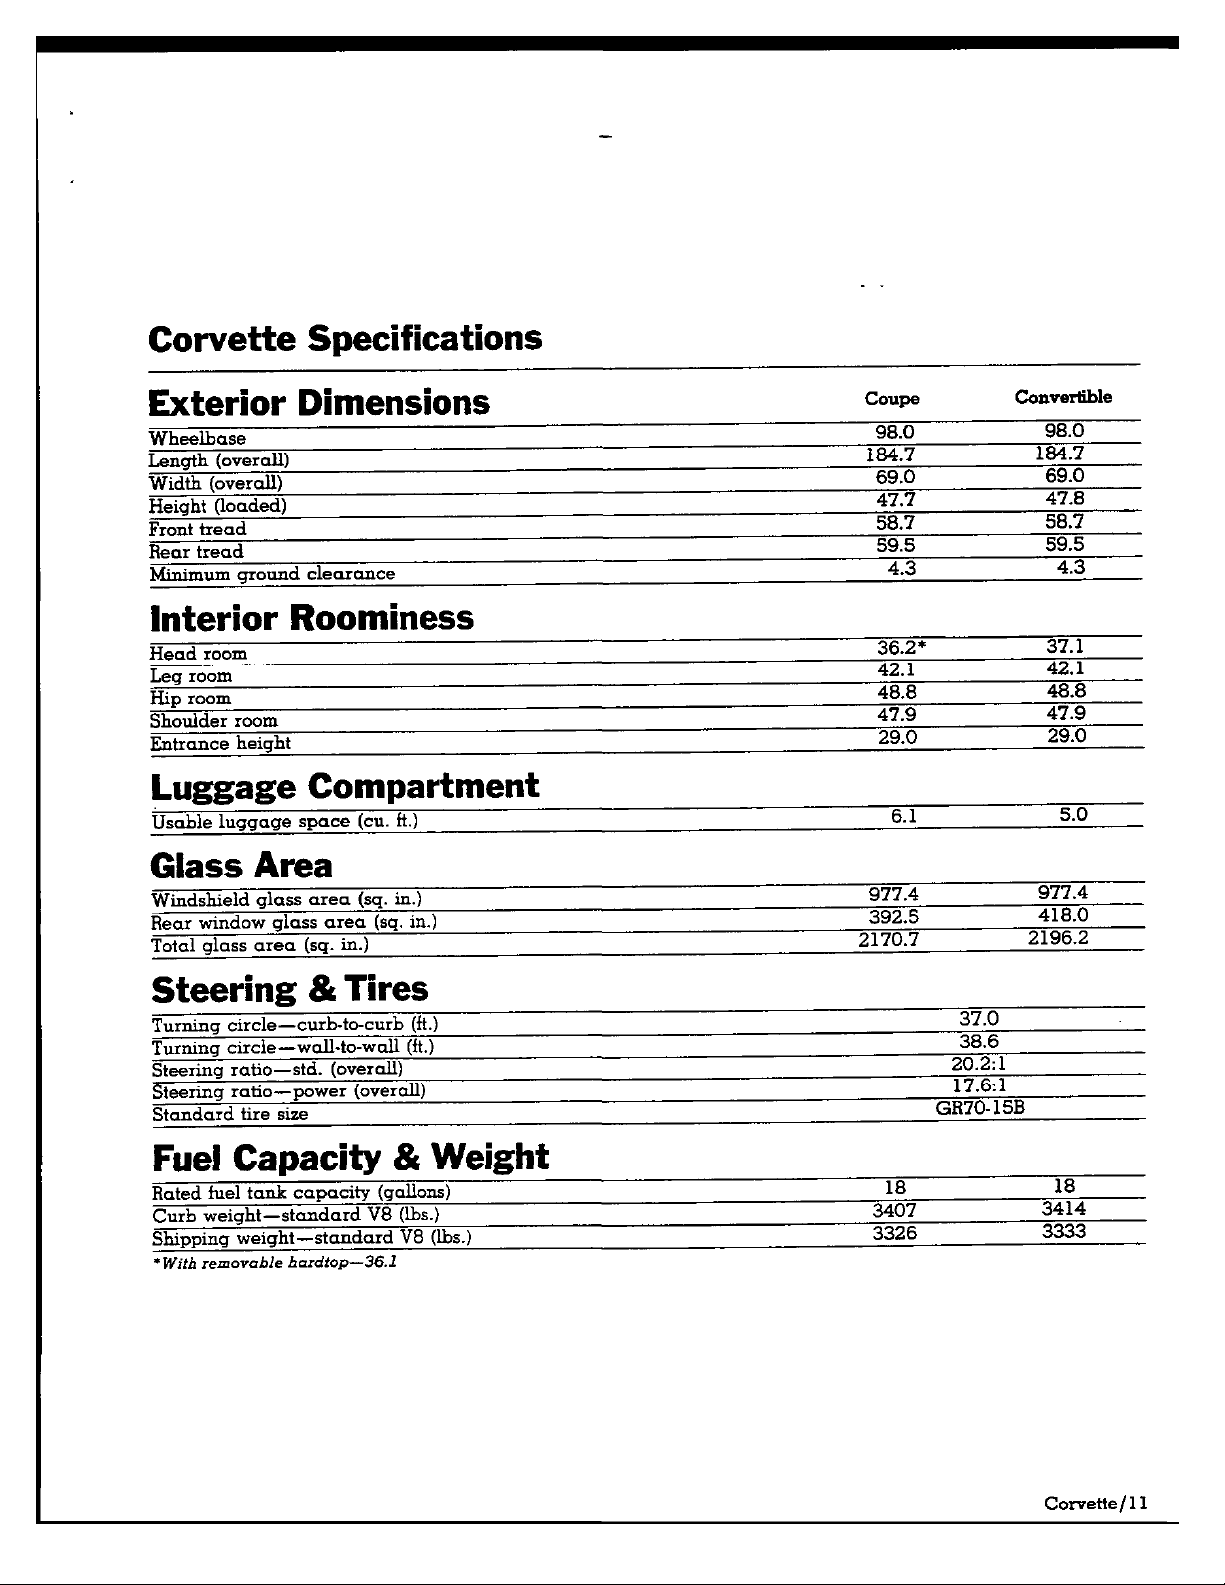 Corvette Specifications
Exterior Dimensions Coupe Convertible
Wheelbase 98.0 98.0
Length (overall) 184.7 184.7
Width (overall) 69.0 69.0
Height (loaded) 47.7 47.8
Front tread 58.7 58.7
Rear tread 59.5 59.5
Minimum ground clearance 4.3 4.3
Interior Roominess
Head room 36.2* 37.1
Leg room 42.1 42.1
Hip room 48.8 48.8
Shoulder room 47.9 47.9
Entrance height 29.0 29.0
Luggage Compartment
Usable luggage space (cu. ft.) 6.1 5.0
Glass Area
Windshield glass area (sq. in.) 977.4 977.4
Rear window glass area (sq. in.) 392.5 418.0
Total glass area (sq. in.) 2170.7 2196.2
Steering & Tires
Turning circle—curb-to-curb (ft.) 37.0
Turning circle—wall-to-wall (ft.) 38.6
Steering ratio—std. (overall) 20.2:1
Steering ratio—power (overall) 17.6:1
Standard tire size GR70-15B
Fuel Capacity & Weight
Rated fuel tank capacity (gallons) 18 18
Curb weight—standard V8 (lbs.) 3407 3414
Shipping weight—standard V8 (lbs.) 3326 3333
*With removable hardtop—36.1
Corvette/11